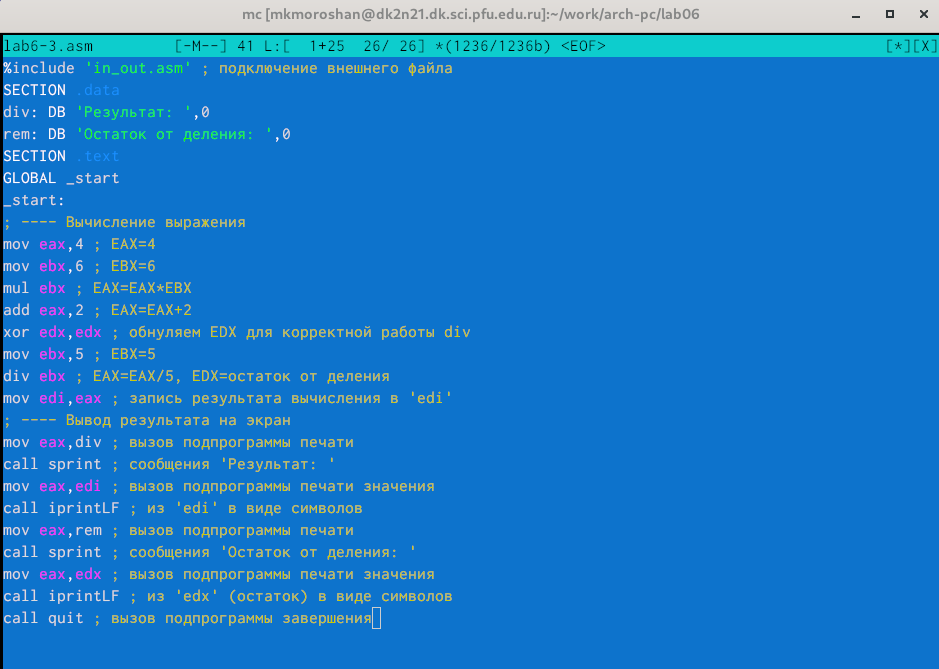 mc [mkmoroshan@dk2n21.dk.sci.pfu.edu.ru]:~/work/arch-pc/lab06
lab6-3.asm [-M--] 41 L:[ 1+25 26/ 26] *(1236/1236b) <EOF> [*][X]
%include 'in_out.asm' ; подключение внешнего файла
SECTION .data
div: DB 'Результат: ',0
rem: DB 'Остаток от деления: ',0
SECTION .text
GLOBAL _start
_start:
; ---- Вычисление выражения
mov eax,4 ; EAX=4
mov ebx,6 ; EBX=6
mul ebx ; EAX=EAX*EBX
add eax,2 ; EAX=EAX+2
xor edx,edx ; обнуляем EDX для корректной работы div
mov ebx,5 ; EBX=5
div ebx ; EAX=EAX/5, EDX=остаток от деления
mov edi,eax ; запись результата вычисления в 'edi'
; ---- Вывод результата на экран
mov eax,div ; вызов подпрограммы печати
call sprint ; сообщения 'Результат: '
mov eax,edi ; вызов подпрограммы печати значения
call iprintLF ; из 'edi' в виде символов
mov eax,rem ; вызов подпрограммы печати
call sprint ; сообщения 'Остаток от деления: '
mov eax,edx ; вызов подпрограммы печати значения
call iprintLF ; из 'edx' (остаток) в виде символов
call quit ; вызов подпрограммы завершения